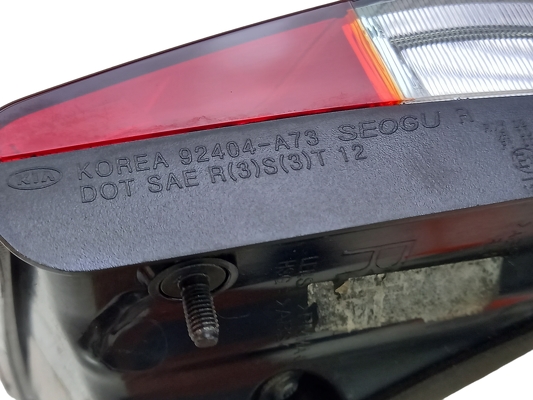 KIA KOREA 92404-A73 SEOGU R
DOT SAE R(3)S(3)T 12